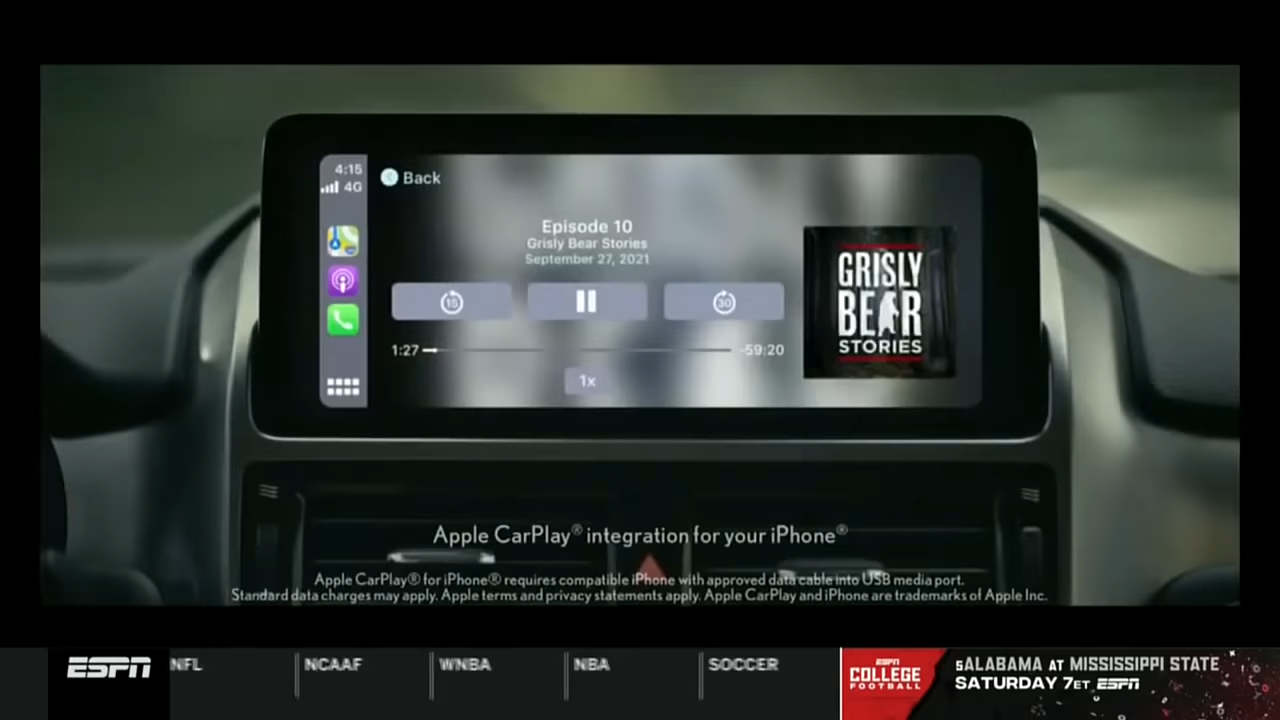 4:15
4G
Back
Episode 10
Grisly Bear Stories
September 27, 2021
15
30
1:27
-59:20
1x
GRISLY
BEAR
STORIES
Apple CarPlay® integration for your iPhone®
Apple CarPlay® for iPhone® requires compatible iPhone with approved data cable into USB media port.
Standard data charges may apply. Apple terms and privacy statements apply. Apple CarPlay and iPhone are trademarks of Apple Inc.
ESPN
NFL
NCAAF
WNBA
NBA
SOCCER
ESPN
COLLEGE
FOOTBALL
5ALABAMA AT MISSISSIPPI STATE
SATURDAY 7ET ESPN